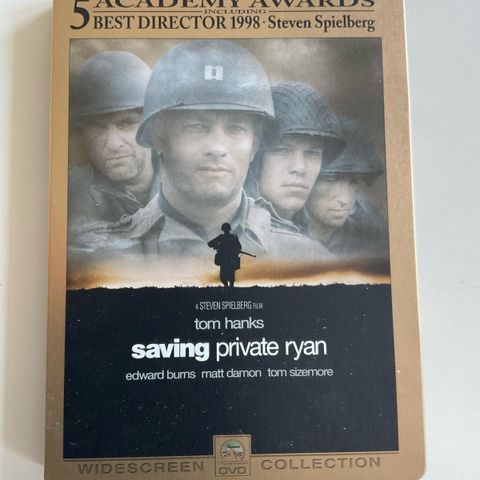 5 ACADEMY AWARDS
INCLUDING
BEST DIRECTOR 1998 · Steven Spielberg
A STEVEN SPIELBERG FILM
tom hanks
saving private ryan
edward burns matt damon tom sizemore
WIDESCREEN DVD COLLECTION